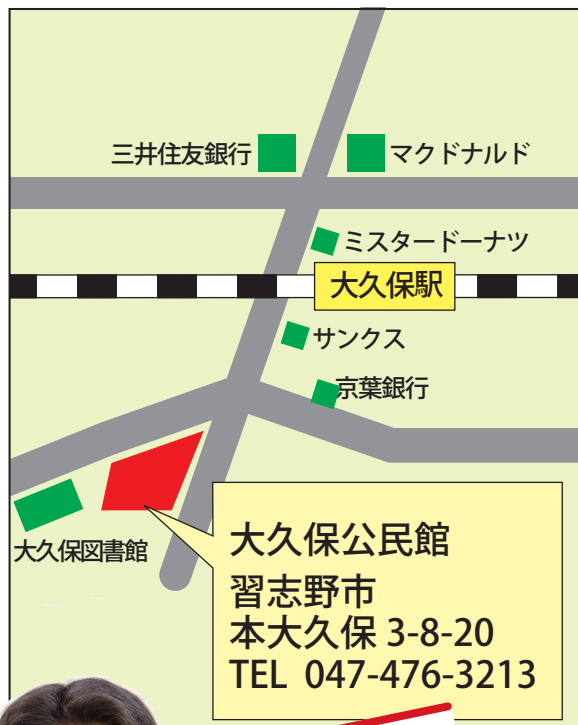 三井住友銀行
マクドナルド
ミスタードーナツ
大久保駅
サンクス
京葉銀行
大久保図書館
大久保公民館
習志野市
本大久保 3-8-20
TEL 047-476-3213